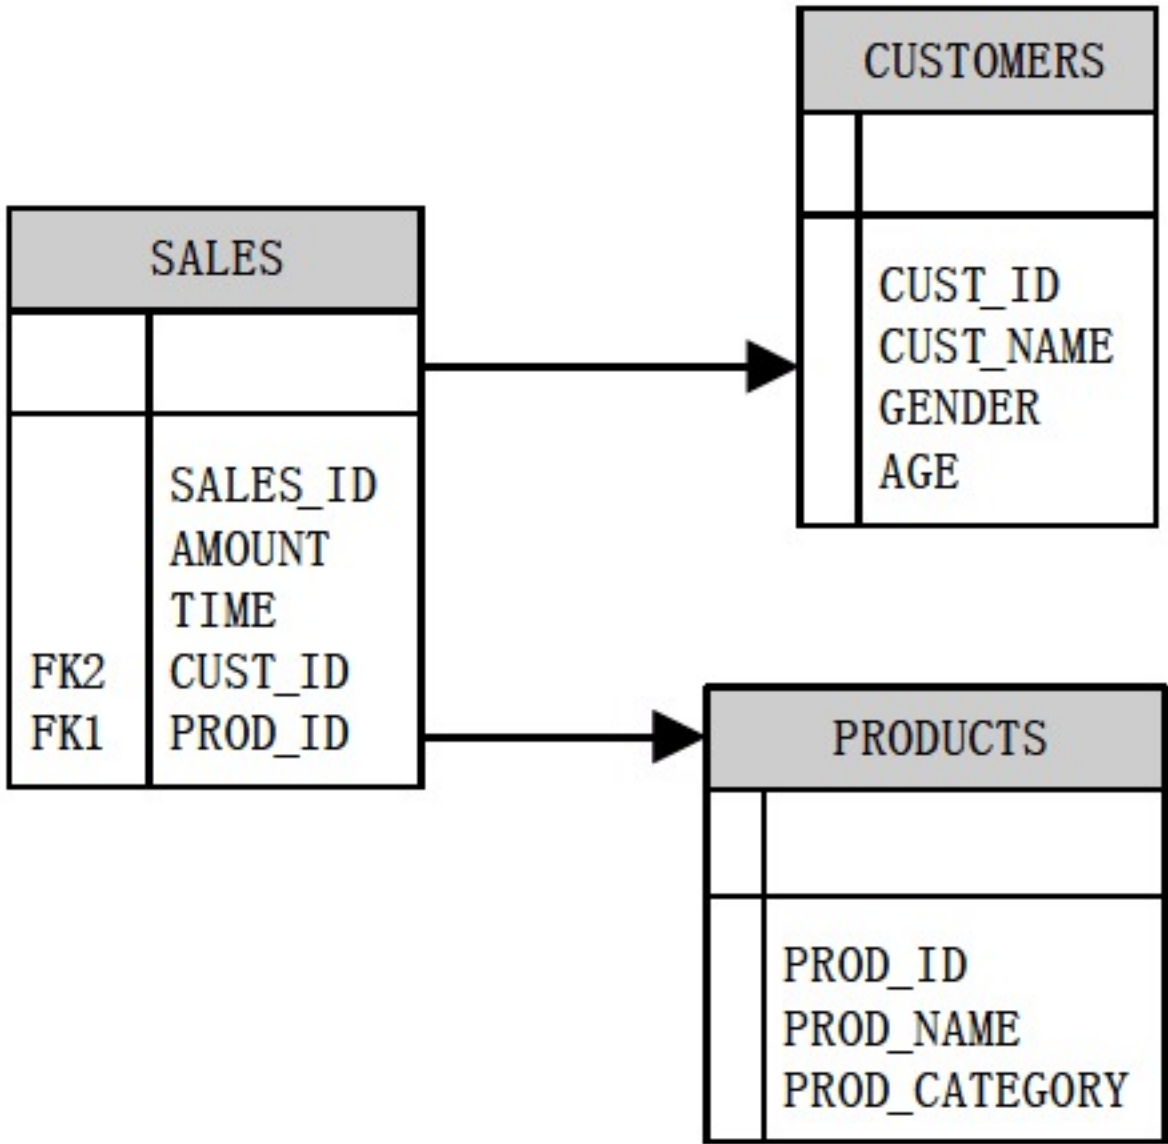 CUSTOMERS
CUST_ID
CUST_NAME
GENDER
AGE
SALES
SALES_ID
AMOUNT
TIME
FK2 CUST_ID
FK1 PROD_ID
PRODUCTS
PROD_ID
PROD_NAME
PROD_CATEGORY